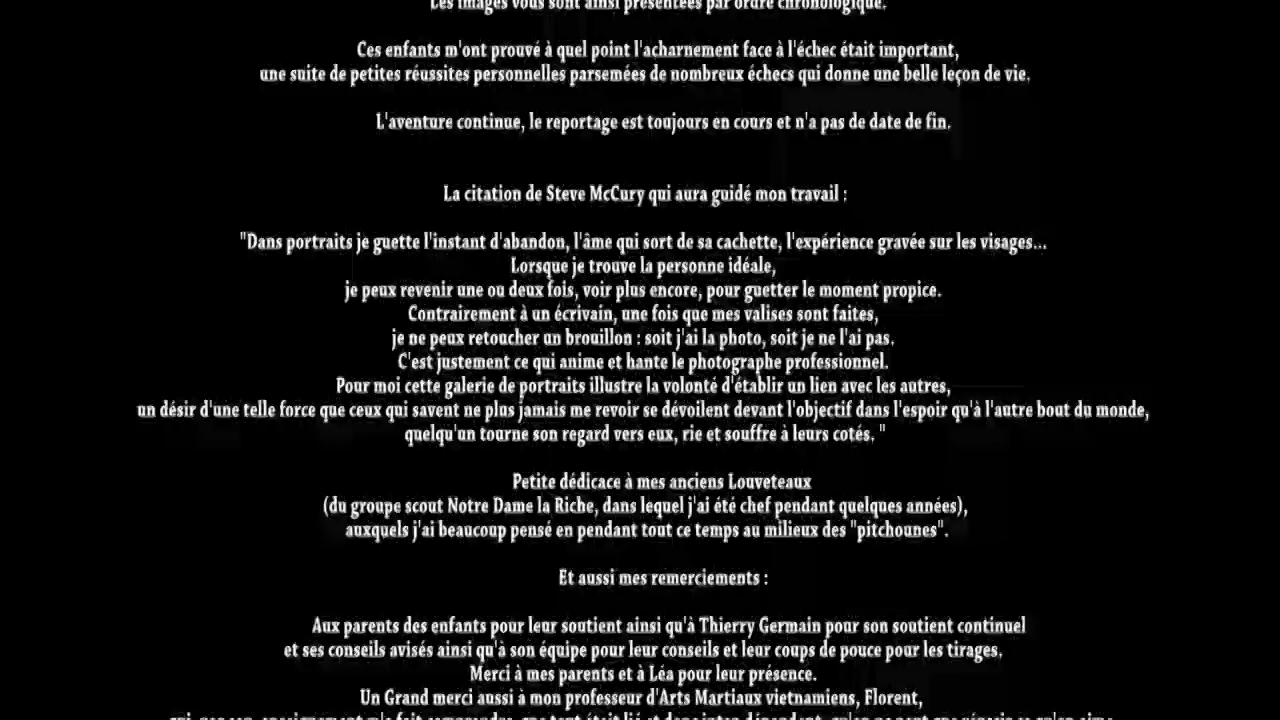 Les images vous sont ainsi présentées par ordre chronologique.
Ces enfants m'ont prouvé à quel point l'acharnement face à l'échec était important,
une suite de petites réussites personnelles parsemées de nombreux échecs qui donne une belle leçon de vie.
L'aventure continue, le reportage est toujours en cours et n'a pas de date de fin.
La citation de Steve McCury qui aura guidé mon travail :
"Dans portraits je guette l'instant d'abandon, l'âme qui sort de sa cachette, l'expérience gravée sur les visages...
Lorsque je trouve la personne idéale,
je peux revenir une ou deux fois, voir plus encore, pour guetter le moment propice.
Contrairement à un écrivain, une fois que mes valises sont faites,
je ne peux retoucher un brouillon : soit j'ai la photo, soit je ne l'ai pas.
C'est justement ce qui anime et hante le photographe professionnel.
Pour moi cette galerie de portraits illustre la volonté d'établir un lien avec les autres,
un désir d'une telle force que ceux qui savent ne plus jamais me revoir se dévoilent devant l'objectif dans l'espoir qu'à l'autre bout du monde,
quelqu'un tourne son regard vers eux, rie et souffre à leurs cotés. "
Petite dédicace à mes anciens Louveteaux
(du groupe scout Notre Dame la Riche, dans lequel j'ai été chef pendant quelques années),
auxquels j'ai beaucoup pensé en pendant tout ce temps au milieux des "pitchounes".
Et aussi mes remerciements :
Aux parents des enfants pour leur soutient ainsi qu'à Thierry Germain pour son soutient continuel
et ses conseils avisés ainsi qu'à son équipe pour leur conseils et leur coups de pouce pour les tirages.
Merci à mes parents et à Léa pour leur présence.
Un Grand merci aussi à mon professeur d'Arts Martiaux vietnamiens, Florent,